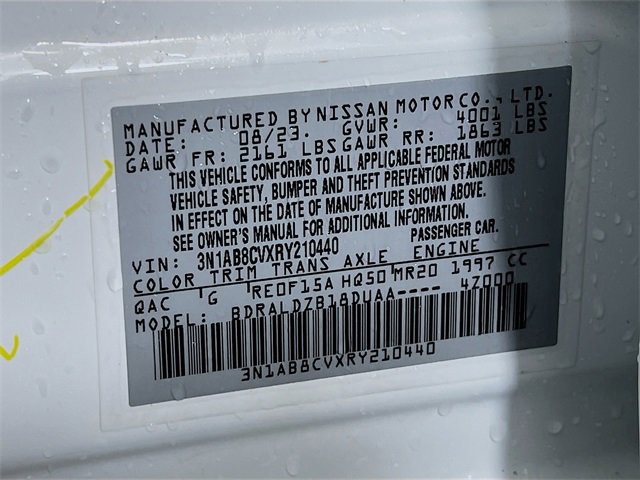 MANUFACTURED BY NISSAN MOTOR CO., LTD.
DATE: 08/23. GVWR: 4001 LBS
GAWR FR: 2161 LBS GAWR RR: 1863 LBS
THIS VEHICLE CONFORMS TO ALL APPLICABLE FEDERAL MOTOR
VEHICLE SAFETY, BUMPER AND THEFT PREVENTION STANDARDS
IN EFFECT ON THE DATE OF MANUFACTURE SHOWN ABOVE.
SEE OWNER'S MANUAL FOR ADDITIONAL INFORMATION.
VIN: 3N1AB8CVXRY210440 PASSENGER CAR.
COLOR TRIM TRANS AXLE ENGINE
QAC G RE0F15A HQ50 MR20 1997 CC
MODEL: BDRALDZB18DUAA---- 47000
3N1AB8CVXRY210440